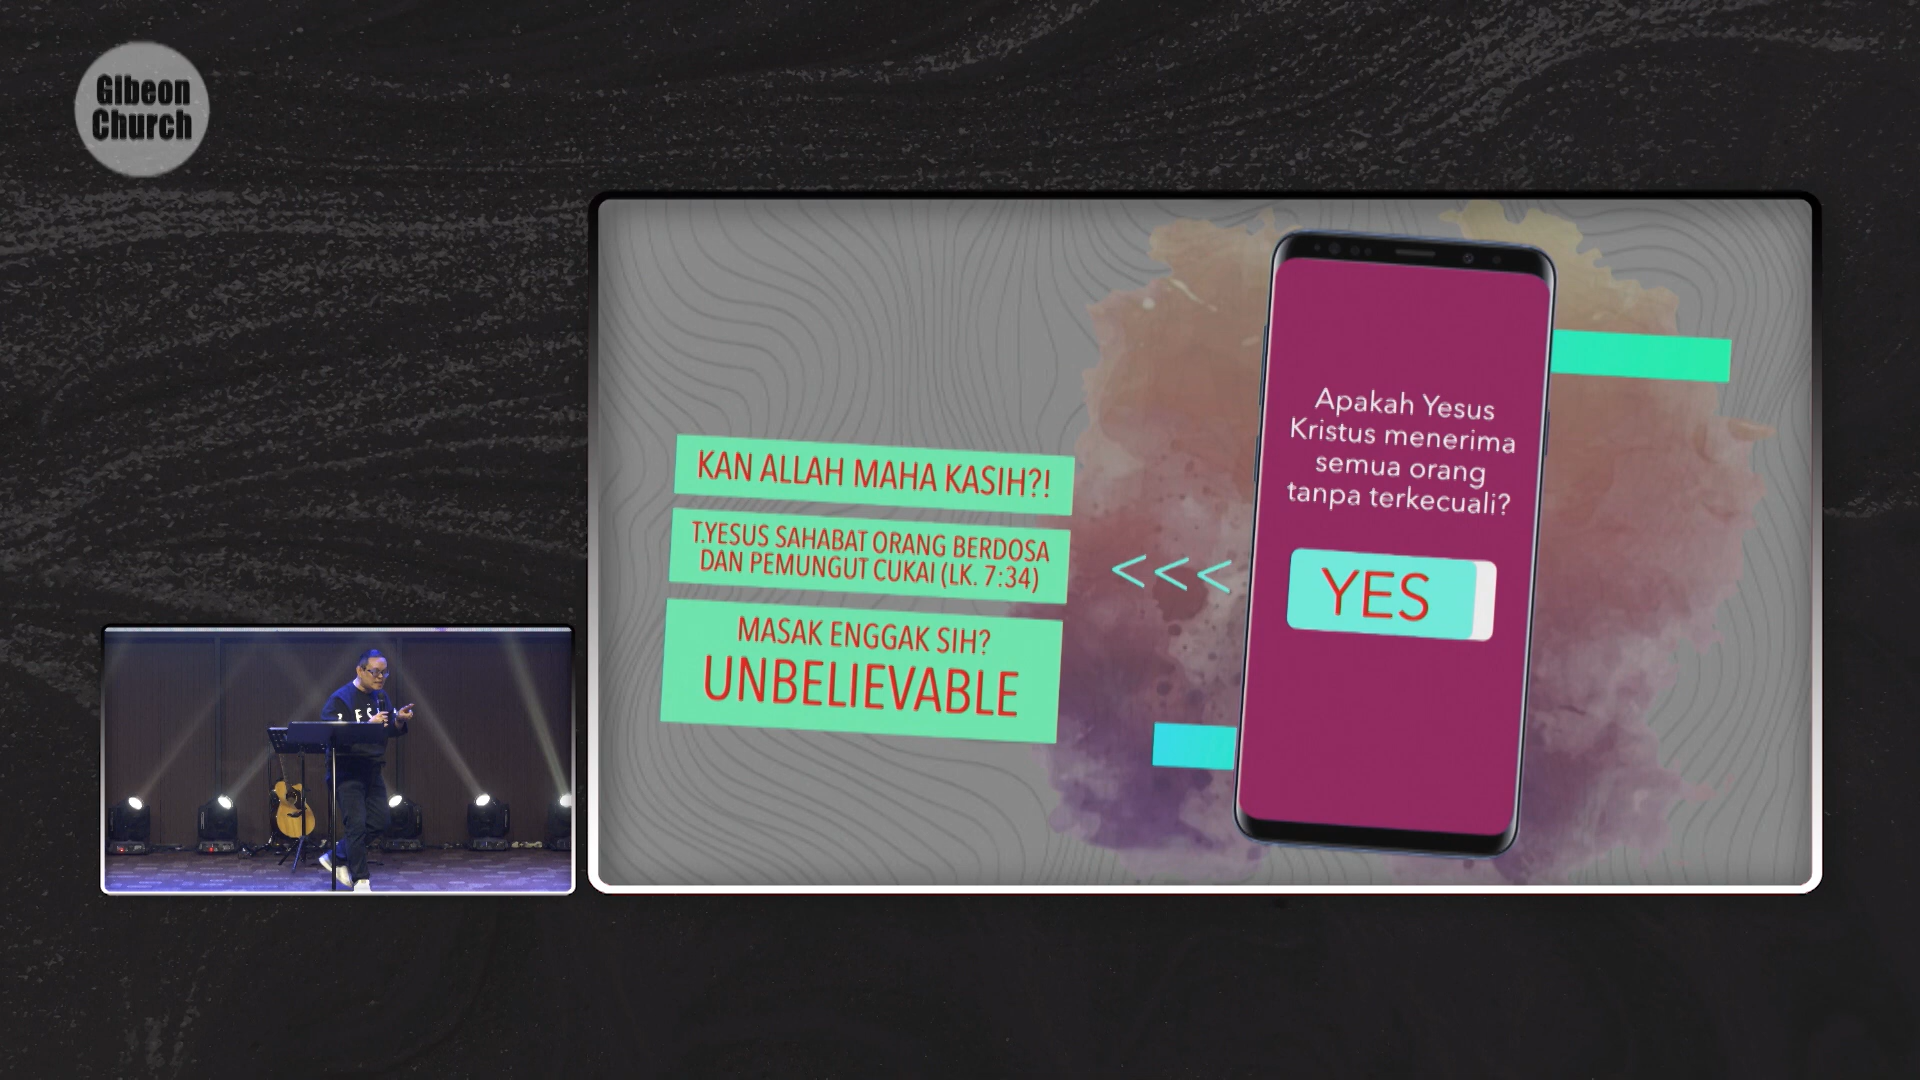 Gibeon
Church
KAN ALLAH MAHA KASIH?!
T.YESUS SAHABAT ORANG BERDOSA
DAN PEMUNGUT CUKAI (LK. 7:34)
MASAK ENGGAK SIH?
UNBELIEVABLE
<<<
Apakah Yesus
Kristus menerima
semua orang
tanpa terkecuali?
YES